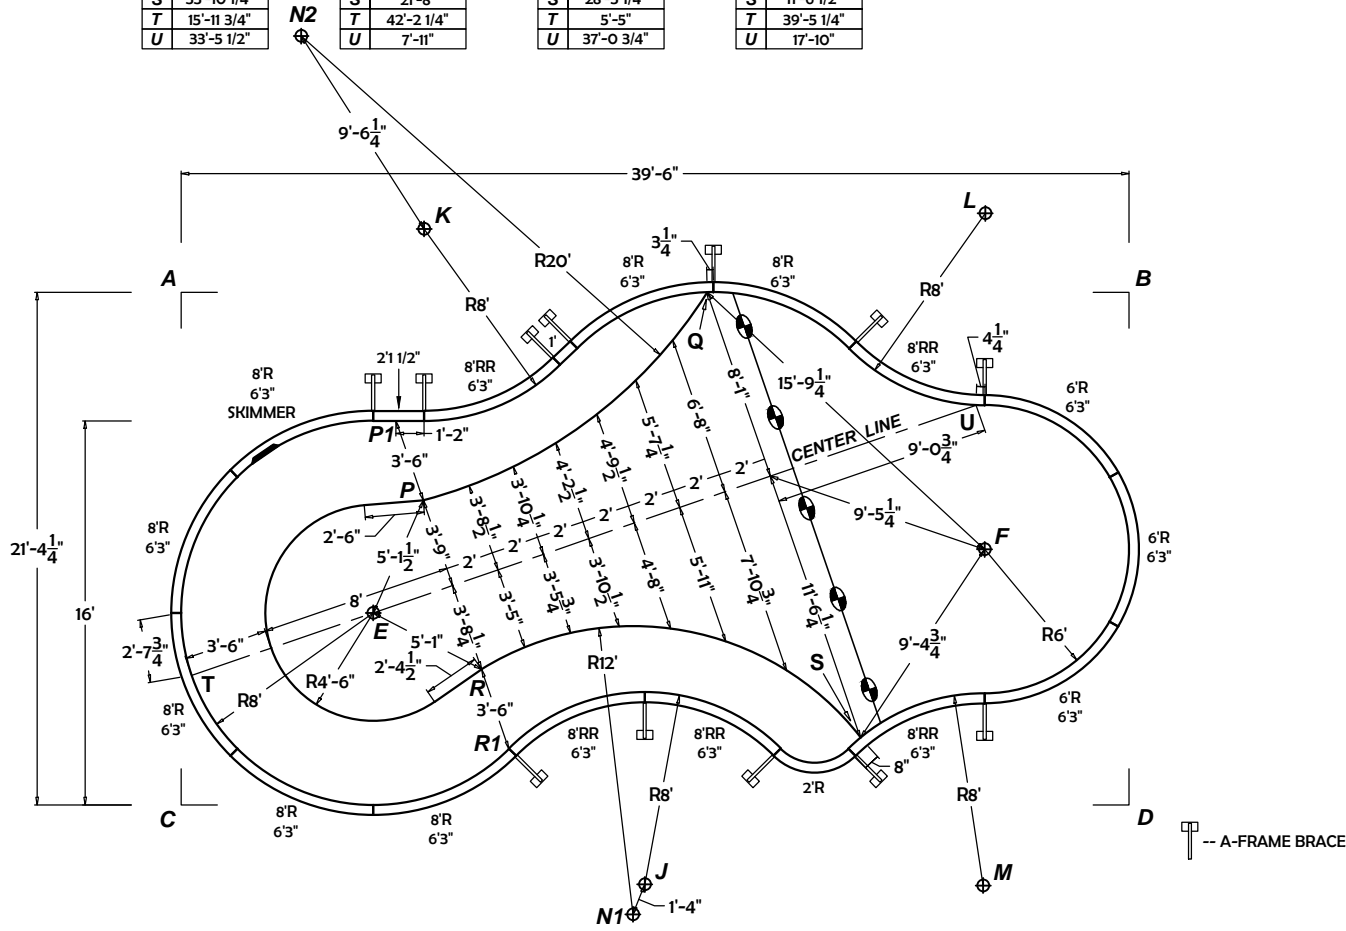 S 21'-8"
T 15'-11 3/4"
T 42'-2 1/4"
T 5'-5"
T 39'-5 1/4"
U 33'-5 1/2"
U 7'-11"
U 37'-0 3/4"
U 17'-10"
N2
9'-6 1/4"
39'-6"
K
L
3 1/4"
8'R
6'3"
8'R
6'3"
R20'
A
B
R8'
R8'
Q
4 1/4"
1'
2'1 1/2"
8'RR
6'3"
8'RR
6'3"
8'R
6'3"
SKIMMER
6'R
6'3"
15'-9 1/4"
8'-1"
6'-8"
5'-7 1/4"
4'-9 1/2"
4'-2 1/2"
3'-10 1/4"
3'-8 1/2"
3'-9"
P1
1'-2"
3'-6"
U
CENTER LINE
9'-0 3/4"
P
2'-6"
5'-1 1/2"
2'
2'
2'
2'
2'
2'
2'
9'-5 1/4"
F
8'R
6'3"
6'R
6'3"
21'-4 1/4"
16'
8'
E
3'-8 1/4"
3'-5"
3'-5 3/4"
3'-10 1/2"
4'-8"
5'-11"
7'-10 3/4"
11'-6 1/4"
2'-7 3/4"
3'-6"
5'-1"
2'-4 1/2"
R12'
9'-4 3/4"
R6'
T
R8'
R4'-6"
R
S
8'R
6'3"
3'-6"
R1
6'R
6'3"
8'RR
6'3"
8'RR
6'3"
8'RR
6'3"
8"
2'R
R8'
R8'
C
8'R
6'3"
8'R
6'3"
D
-- A-FRAME BRACE
J
M
N1
1'-4"